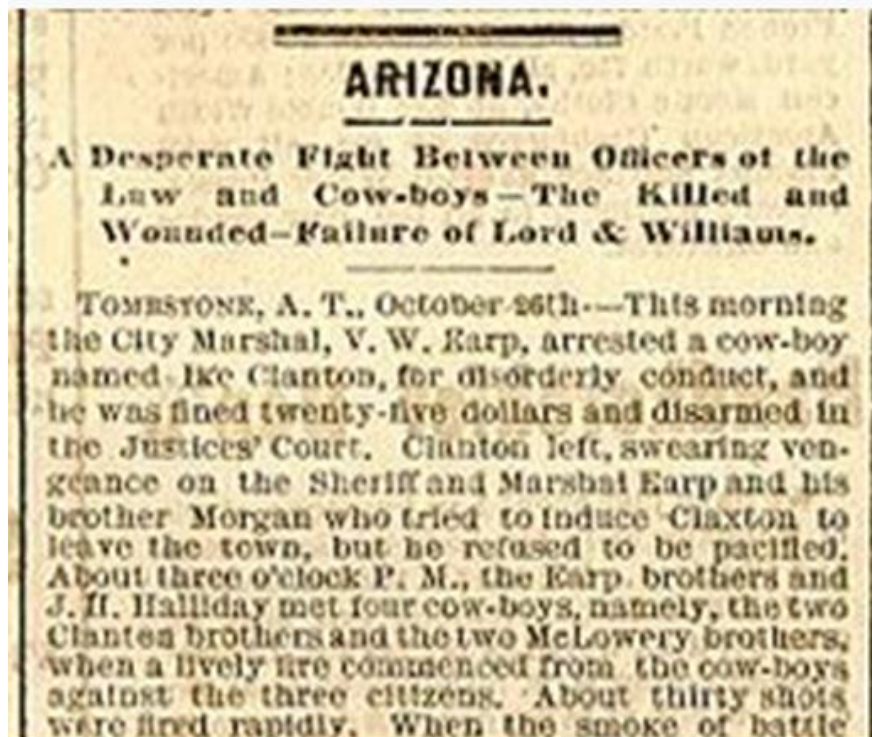 ARIZONA.
A Desperate Fight Between Officers of the
Law and Cow-boys—The Killed and
Wounded—Failure of Lord & Williams.
TOMBSTONE, A. T., October 26th.—This morning
the City Marshal, V. W. Earp, arrested a cow-boy
named Ike Clanton, for disorderly conduct, and
he was fined twenty-five dollars and disarmed in
the Justices' Court. Clanton left, swearing ven-
geance on the Sheriff and Marshal Earp and his
brother Morgan who tried to induce Claxton to
leave the town, but he refused to be pacified.
About three o'clock P. M., the Earp brothers and
J. H. Halliday met four cow-boys, namely, the two
Clanton brothers and the two McLowery brothers,
when a lively fire commenced from the cow-boys
against the three citizens. About thirty shots
were fired rapidly. When the smoke of battle